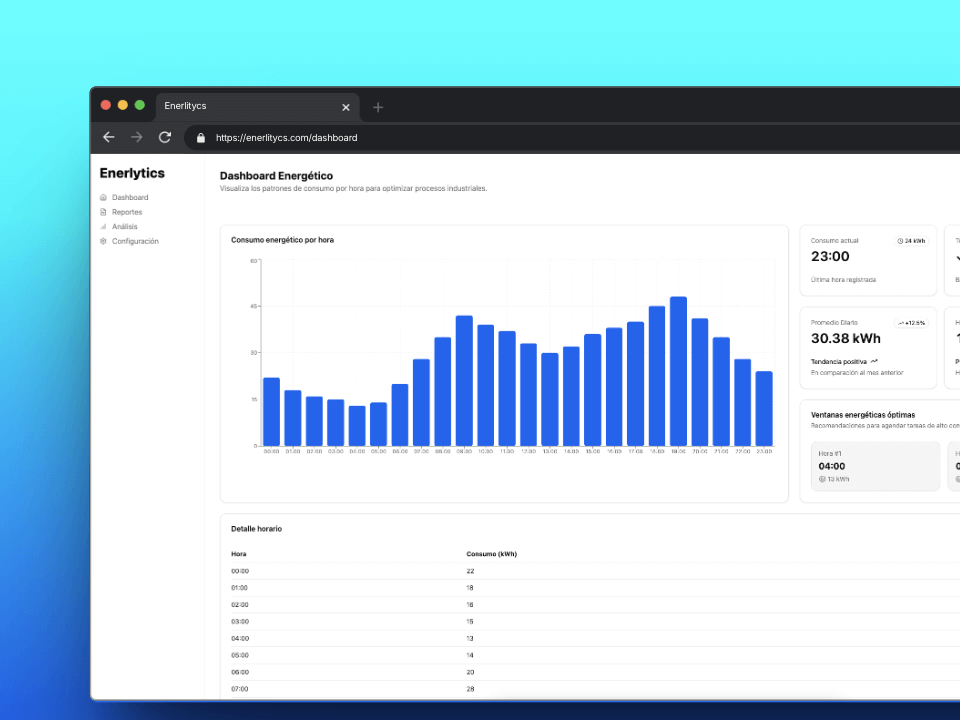 Enerlitycs
https://enerlitycs.com/dashboard
Enerlytics
Dashboard
Reportes
Análisis
Configuración
Dashboard Energético
Visualiza los patrones de consumo por hora para optimizar procesos industriales.
Consumo energético por hora
60
45
30
15
0
00:00 01:00 02:00 03:00 04:00 05:00 06:00 07:00 08:00 09:00 10:00 11:00 12:00 13:00 14:00 15:00 16:00 17:00 18:00 19:00 20:00 21:00 22:00 23:00
Consumo actual
24 kWh
23:00
Última hora registrada
Promedio Diario
+12.5%
30.38 kWh
Tendencia positiva
En comparación al mes anterior
Ventanas energéticas óptimas
Recomendaciones para agendar tareas de alto
Hora #1
04:00
13 kWh
Detalle horario
Hora Consumo (kWh)
00:00 22
01:00 18
02:00 16
03:00 15
04:00 13
05:00 14
06:00 20
07:00 28